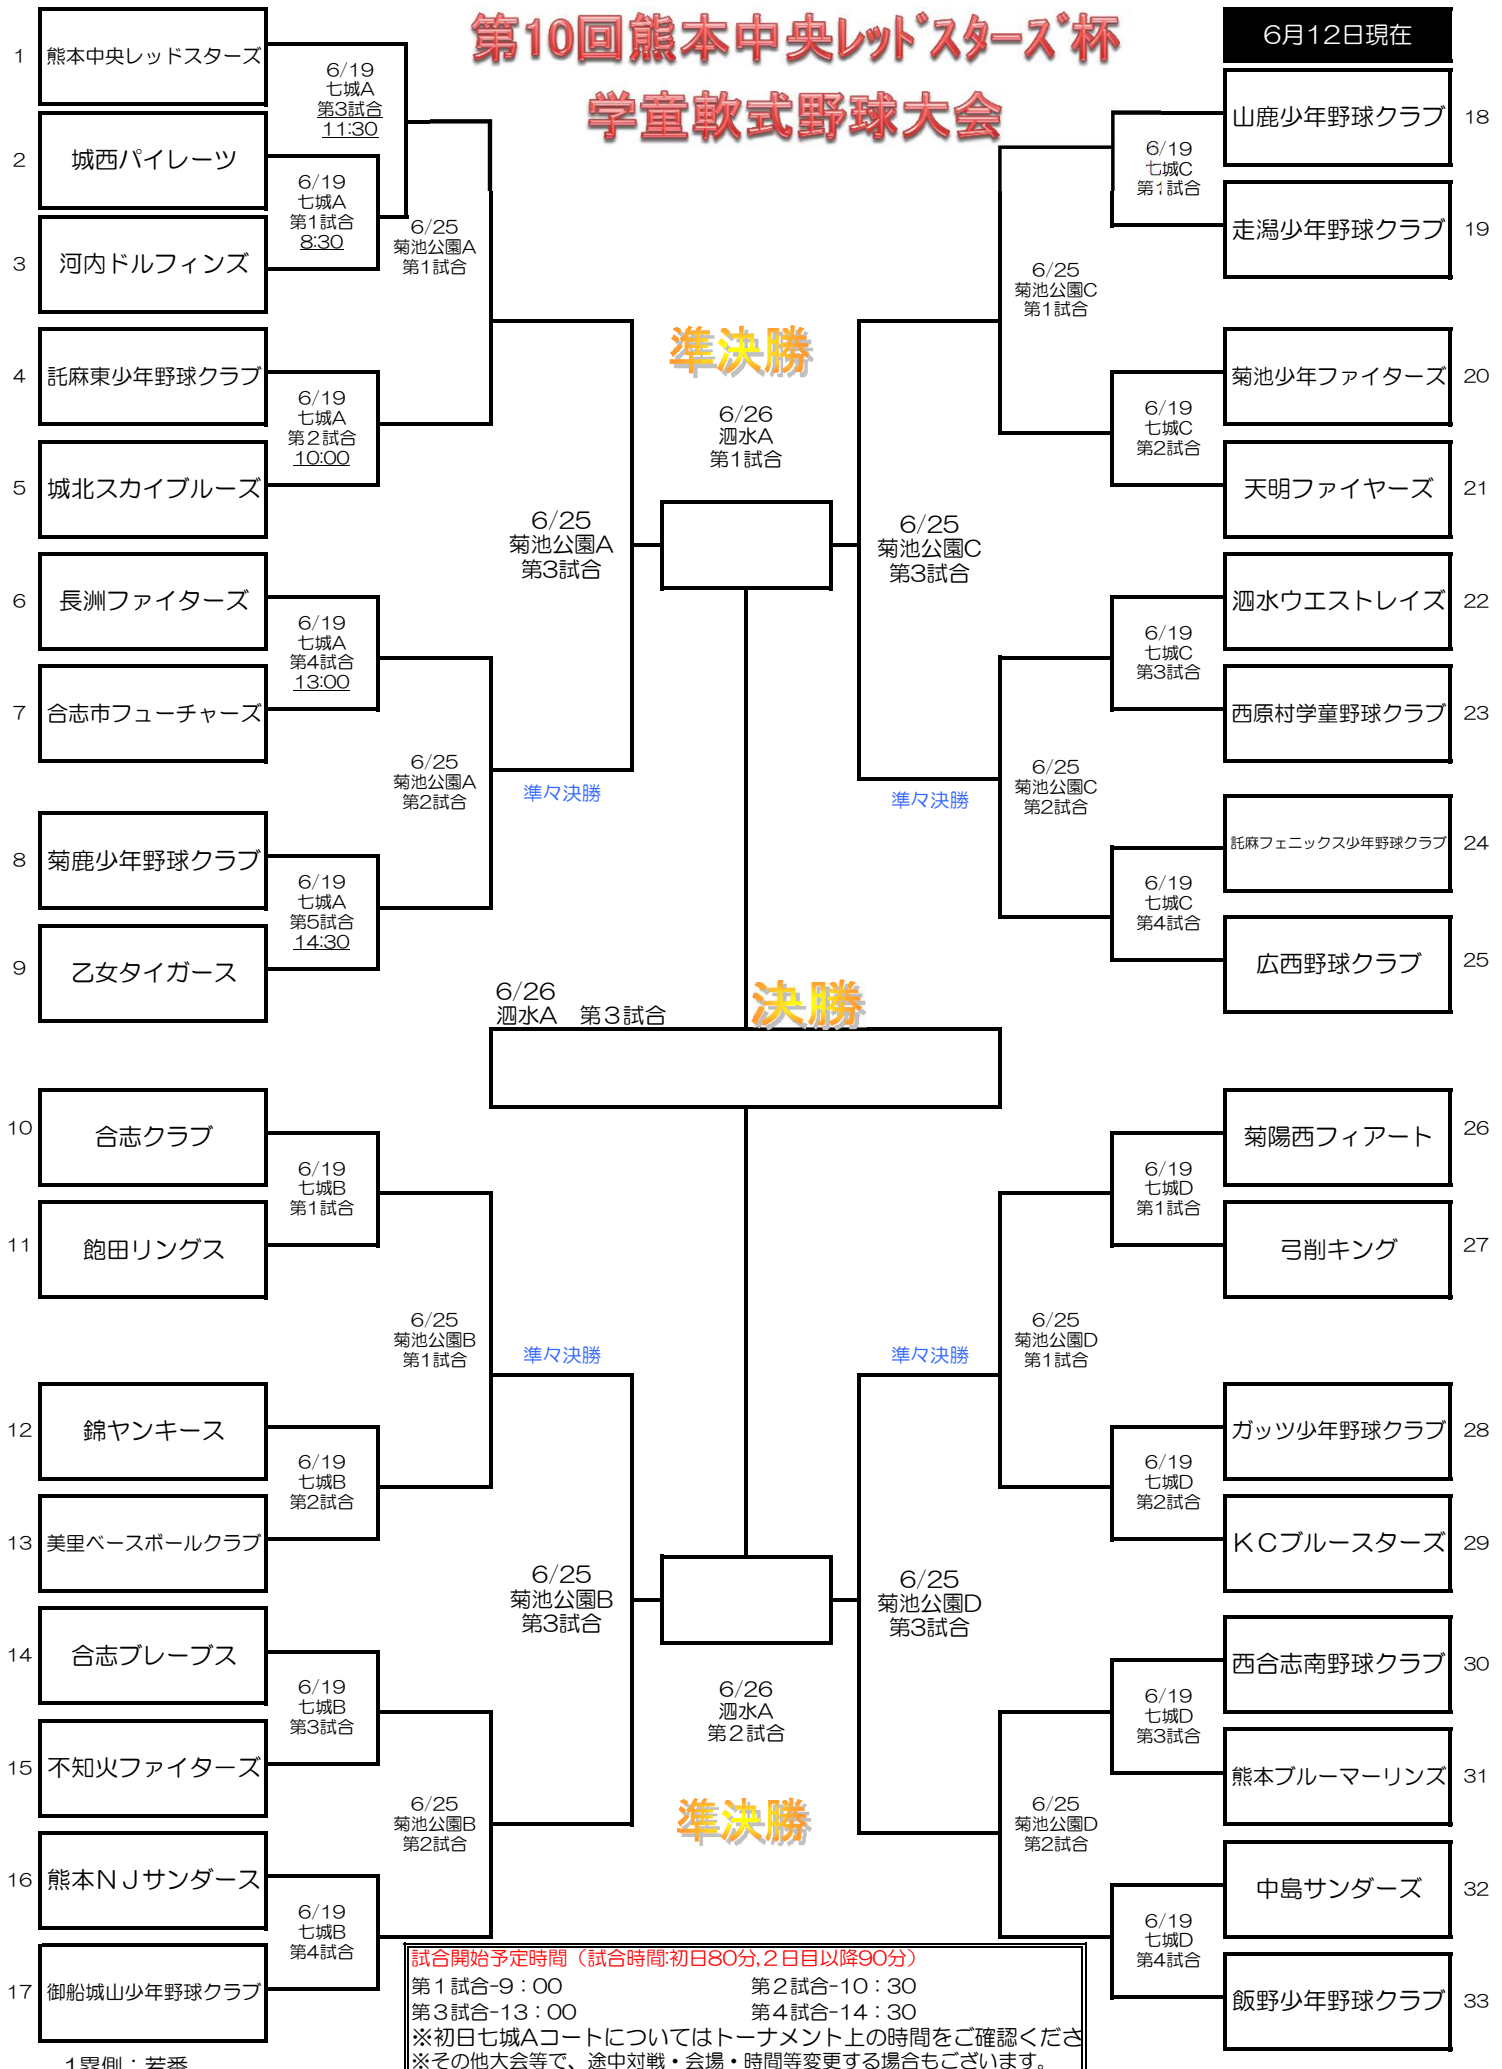 第10回熊本中央レッドスターズ杯
学童軟式野球大会
6月12日現在
1 熊本中央レッドスターズ
2 城西パイレーツ
3 河内ドルフィンズ
4 託麻東少年野球クラブ
5 城北スカイブルーズ
6 長洲ファイターズ
7 合志市フューチャーズ
8 菊鹿少年野球クラブ
9 乙女タイガース
10 合志クラブ
11 飽田リングス
12 錦ヤンキース
13 美里ベースボールクラブ
14 合志ブレーブス
15 不知火ファイターズ
16 熊本NJサンダース
17 御船城山少年野球クラブ
6/19
七城A
第3試合
11:30
6/19
七城A
第1試合
8:30
6/19
七城A
第2試合
10:00
6/19
七城A
第4試合
13:00
6/19
七城A
第5試合
14:30
6/19
七城B
第1試合
6/19
七城B
第2試合
6/19
七城B
第3試合
6/19
七城B
第4試合
6/25
菊池公園A
第1試合
6/25
菊池公園A
第2試合
6/25
菊池公園B
第1試合
6/25
菊池公園B
第2試合
6/25
菊池公園A
第3試合
準々決勝
準々決勝
6/25
菊池公園B
第3試合
準決勝
6/26
泗水A
第1試合
6/26
泗水A 第3試合
決勝
6/26
泗水A
第2試合
準決勝
6/25
菊池公園C
第3試合
準々決勝
準々決勝
6/25
菊池公園D
第3試合
6/25
菊池公園C
第1試合
6/25
菊池公園C
第2試合
6/25
菊池公園D
第1試合
6/25
菊池公園D
第2試合
6/19
七城C
第1試合
6/19
七城C
第2試合
6/19
七城C
第3試合
6/19
七城C
第4試合
6/19
七城D
第1試合
6/19
七城D
第2試合
6/19
七城D
第3試合
6/19
七城D
第4試合
山鹿少年野球クラブ 18
走潟少年野球クラブ 19
菊池少年ファイターズ 20
天明ファイヤーズ 21
泗水ウエストレイズ 22
西原村学童野球クラブ 23
託麻フェニックス少年野球クラブ 24
広西野球クラブ 25
菊陽西フィアート 26
弓削キング 27
ガッツ少年野球クラブ 28
KCブルースターズ 29
西合志南野球クラブ 30
熊本ブルーマーリンズ 31
中島サンダーズ 32
飯野少年野球クラブ 33
試合開始予定時間（試合時間:初日80分,2日目以降90分）
第1試合-9：00 第2試合-10：30
第3試合-13：00 第4試合-14：30
※初日七城Aコートについてはトーナメント上の時間をご確認くださ
※その他大会等で、途中対戦・会場・時間等変更する場合もございます。
1塁側：若番